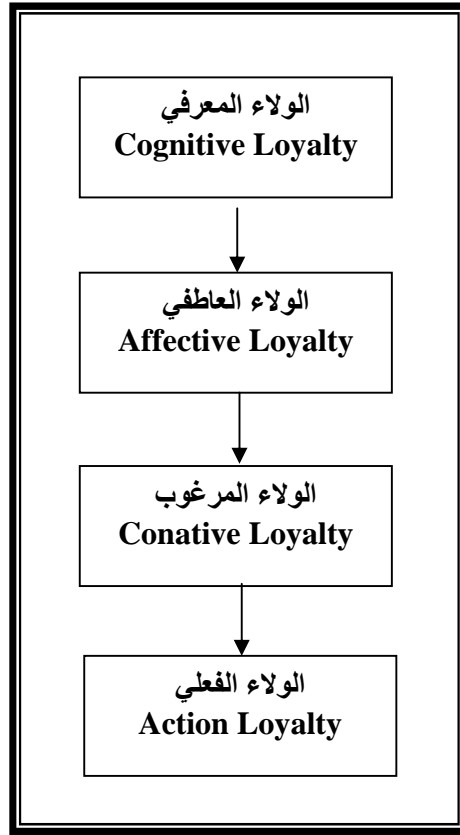 الولاء المعرفي
Cognitive Loyalty
الولاء العاطفي
Affective Loyalty
الولاء المرغوب
Conative Loyalty
الولاء الفعلي
Action Loyalty